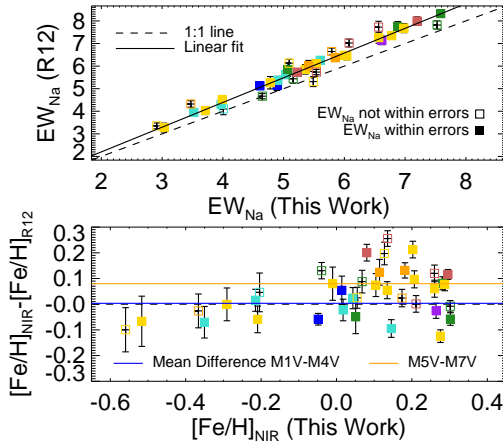 8
7
6
5
4
3
2
EW_Na (R12)
1:1 line
Linear fit
EW_Na not within errors
EW_Na within errors
2 3 4 5 6 7 8
EW_Na (This Work)
0.3
0.2
0.1
-0.0
-0.1
-0.2
-0.3
[Fe/H]_NIR-[Fe/H]_R12
Mean Difference M1V-M4V
M5V-M7V
-0.6 -0.4 -0.2 0.0 0.2 0.4
[Fe/H]_NIR (This Work)